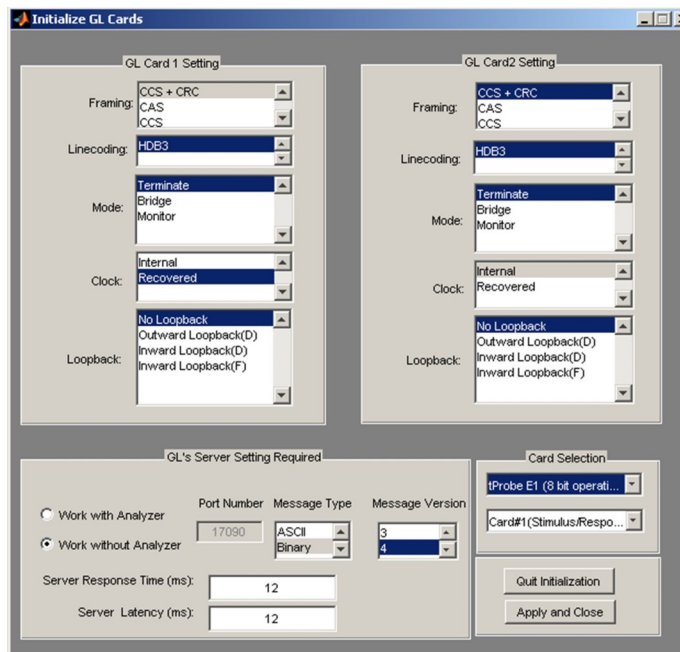 Initialize GL Cards
GL Card 1 Setting
Framing:
CCS + CRC
CAS
CCS
Linecoding:
HDB3
Mode:
Terminate
Bridge
Monitor
Clock:
Internal
Recovered
Loopback:
No Loopback
Outward Loopback(D)
Inward Loopback(D)
Inward Loopback(F)
GL Card2 Setting
Framing:
CCS + CRC
CAS
CCS
Linecoding:
HDB3
Mode:
Terminate
Bridge
Monitor
Clock:
Internal
Recovered
Loopback:
No Loopback
Outward Loopback(D)
Inward Loopback(D)
Inward Loopback(F)
GL's Server Setting Required
Work with Analyzer
Work without Analyzer
Port Number
17090
Message Type
ASCII
Binary
Message Version
3
4
Server Response Time (ms):
12
Server Latency (ms):
12
Card Selection
tProbe E1 (8 bit operati...
Card#1(Stimulus/Respo...
Quit Initialization
Apply and Close